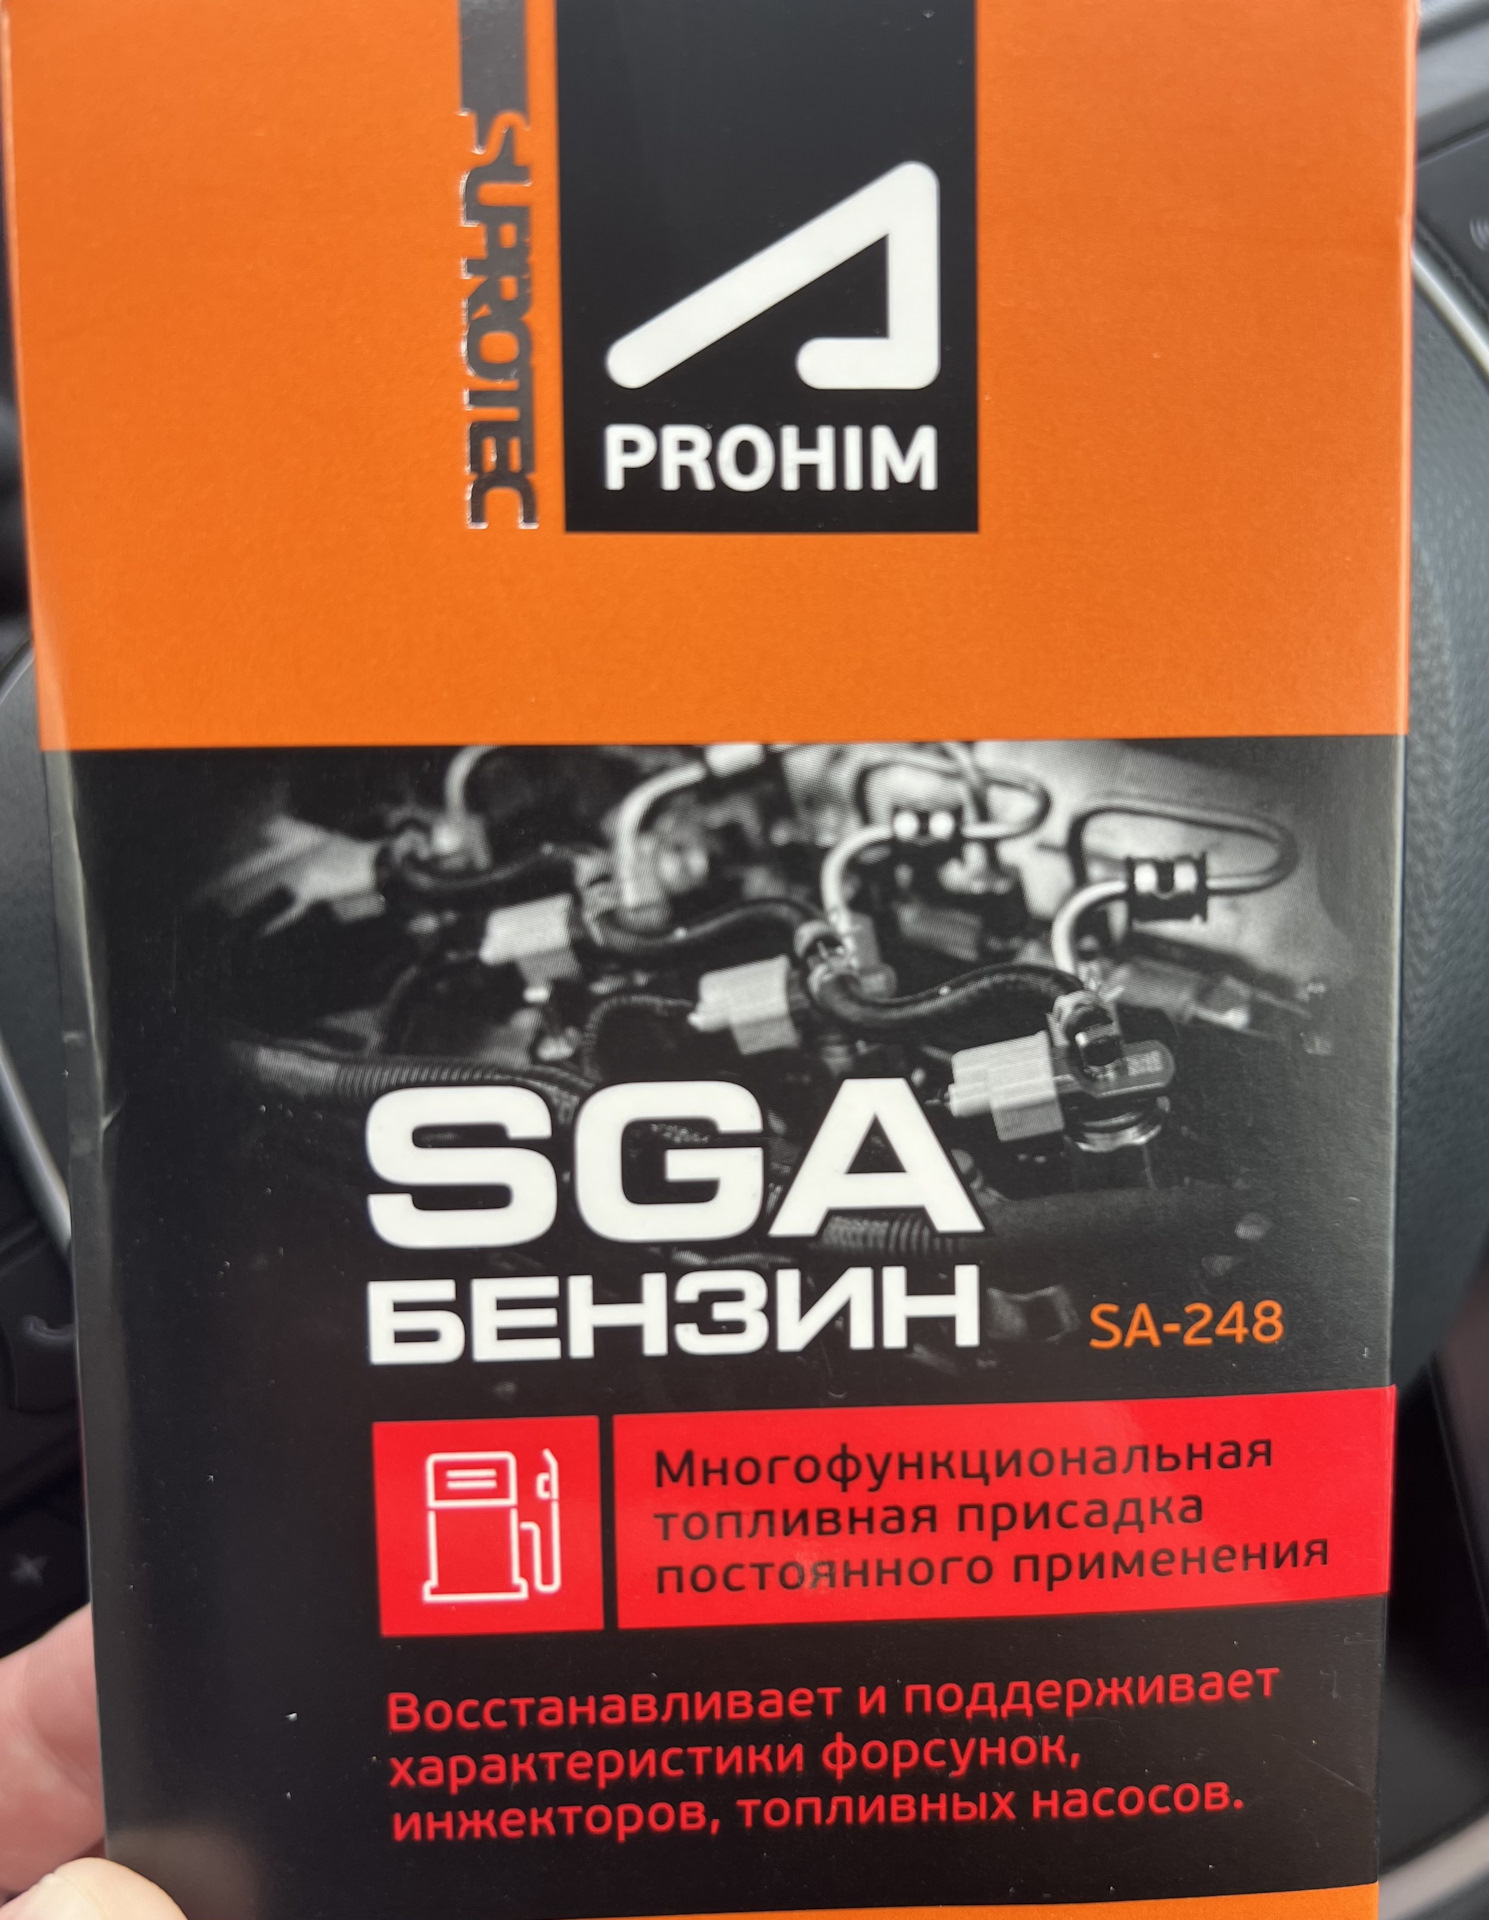 SUPROTEC
PROHIM
SGA
БЕНЗИН
SA-248
Многофункциональная
топливная присадка
постоянного применения
Восстанавливает и поддерживает
характеристики форсунок,
инжекторов, топливных насосов.